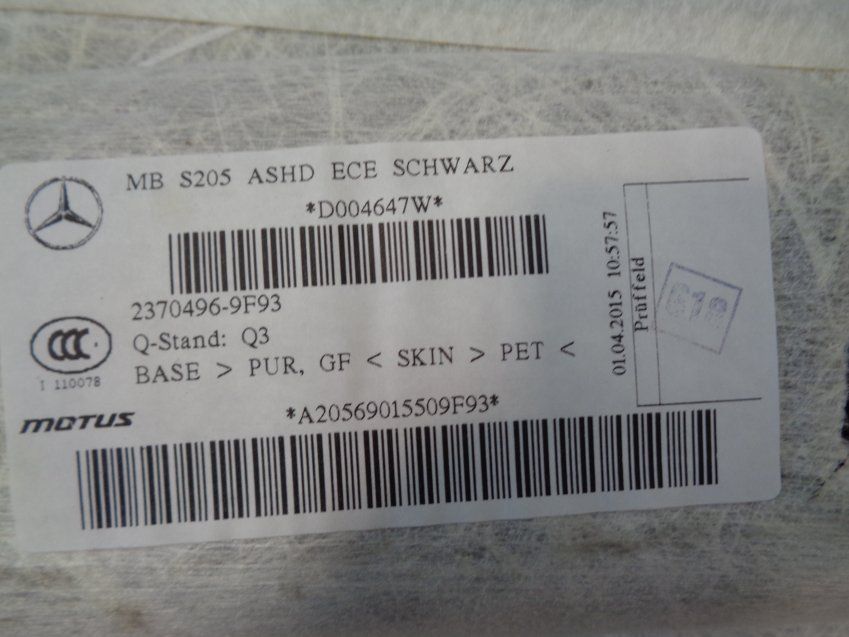 MB S205 ASHD ECE SCHWARZ
*D004647W*
2370496-9F93
Q-Stand: Q3
BASE > PUR, GF < SKIN > PET <
CCC
I 110078
MOTUS
*A20569015509F93*
01.04.2015 10:57:57
Prüffeld